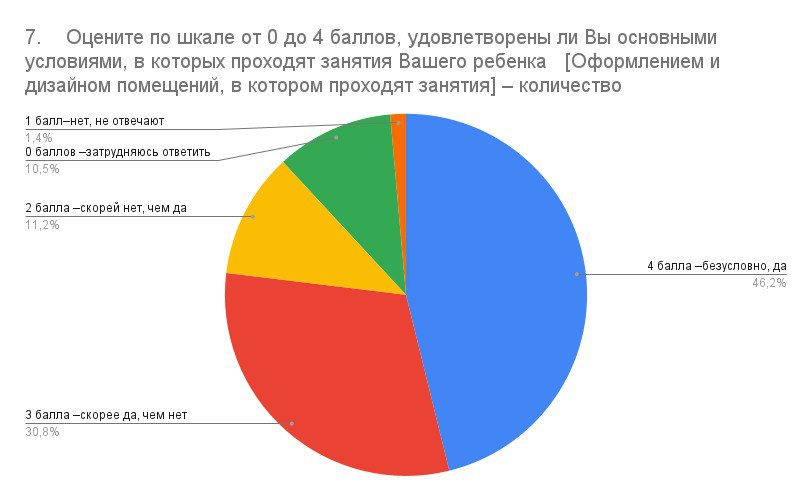 7. Оцените по шкале от 0 до 4 баллов, удовлетворены ли Вы основными
условиями, в которых проходят занятия Вашего ребенка [Оформлением и
дизайном помещений, в котором проходят занятия] – количество
1 балл–нет, не отвечают
1,4%
0 баллов –затрудняюсь ответить
10,5%
2 балла –скорей нет, чем да
11,2%
4 балла –безусловно, да
46,2%
3 балла –скорее да, чем нет
30,8%